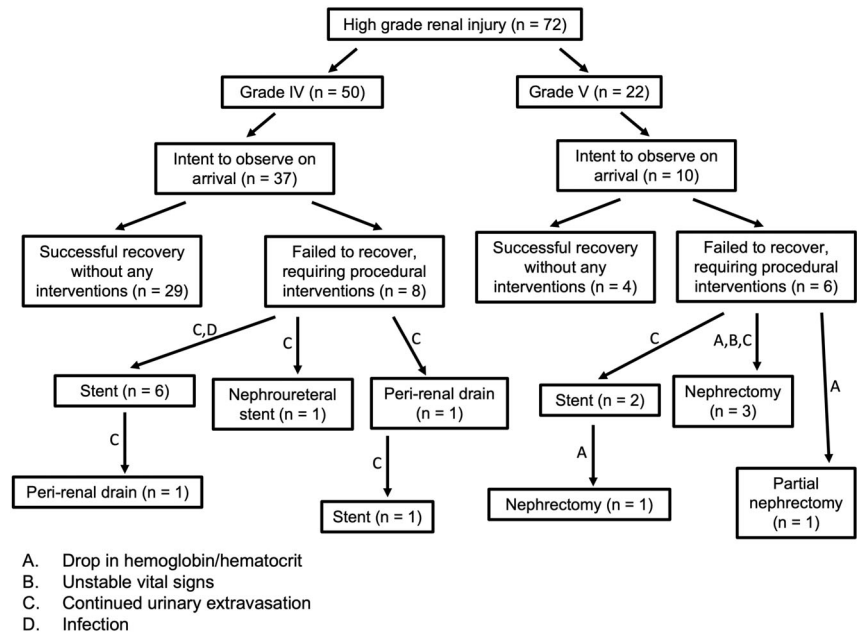 High grade renal injury (n = 72)
Grade IV (n = 50)
Grade V (n = 22)
Intent to observe on
arrival (n = 37)
Intent to observe on
arrival (n = 10)
Successful recovery
without any
interventions (n = 29)
Failed to recover,
requiring procedural
interventions (n = 8)
Successful recovery
without any
interventions (n = 4)
Failed to recover,
requiring procedural
interventions (n = 6)
C,D
C
C
C
A,B,C
A
Stent (n = 6)
Nephroureteral
stent (n = 1)
Peri-renal drain
(n = 1)
Stent (n = 2)
Nephrectomy
(n = 3)
C
C
A
Peri-renal drain (n = 1)
Stent (n = 1)
Nephrectomy (n = 1)
Partial
nephrectomy
(n = 1)
A. Drop in hemoglobin/hematocrit
B. Unstable vital signs
C. Continued urinary extravasation
D. Infection